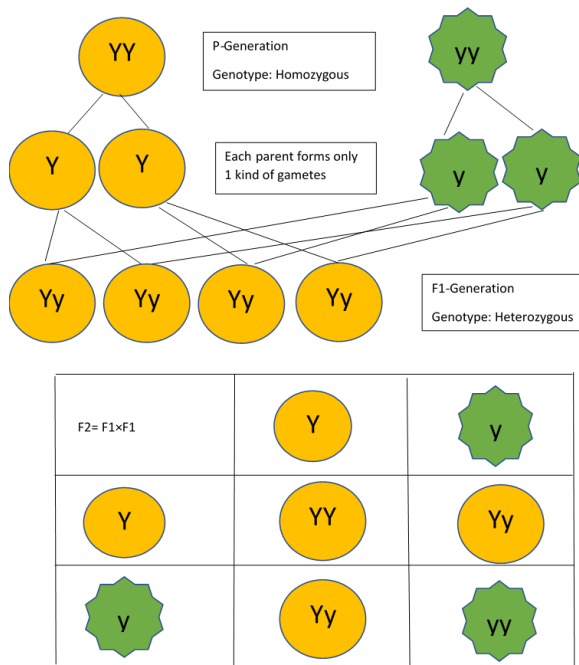 YY
P-Generation
Genotype: Homozygous
yy
Y Y
Each parent forms only
1 kind of gametes
y y
Yy Yy Yy Yy
F1-Generation
Genotype: Heterozygous
F2= F1×F1
Y y
Y YY Yy
y Yy yy